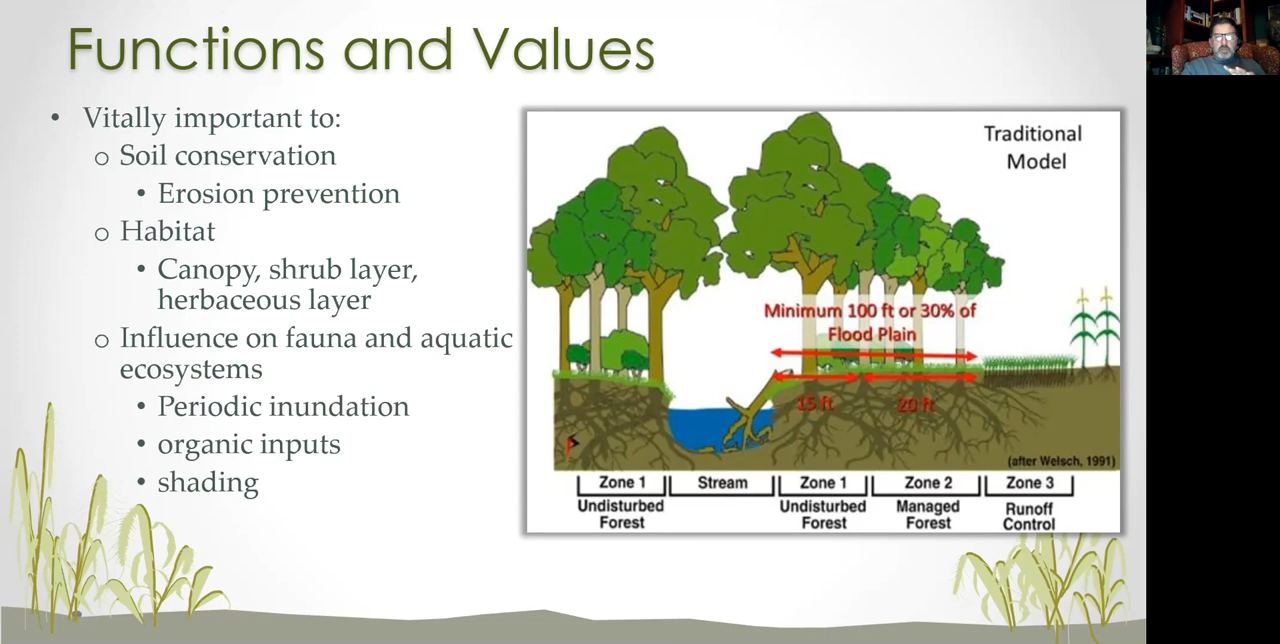 Functions and Values
• Vitally important to:
o Soil conservation
• Erosion prevention
o Habitat
• Canopy, shrub layer,
herbaceous layer
o Influence on fauna and aquatic
ecosystems
• Periodic inundation
• organic inputs
• shading
Traditional
Model
Minimum 100 ft or 30% of
Flood Plain
15 ft
20 ft
(after Welsch, 1991)
Zone 1
Undisturbed
Forest
Stream
Zone 1
Undisturbed
Forest
Zone 2
Managed
Forest
Zone 3
Runoff
Control